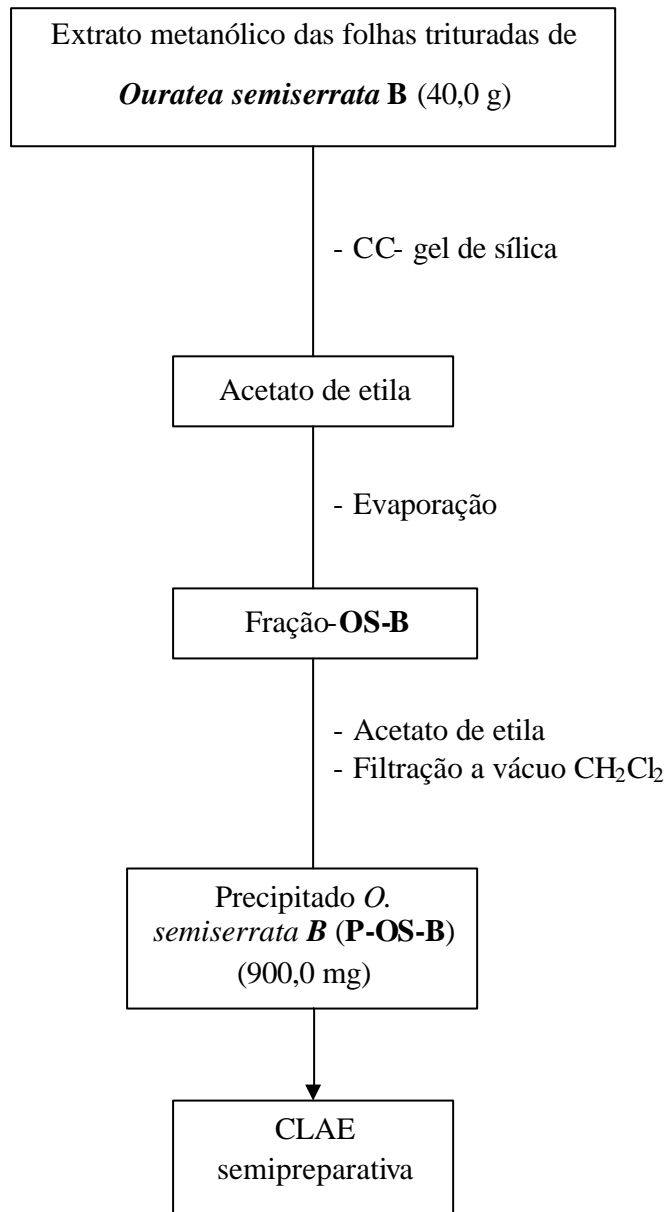 Extrato metanólico das folhas trituradas de
Ouratea semiserrata B (40,0 g)
- CC- gel de sílica
Acetato de etila
- Evaporação
Fração-OS-B
- Acetato de etila
- Filtração a vácuo CH₂Cl₂
Precipitado O.
semiserrata B (P-OS-B)
(900,0 mg)
CLAE
semipreparativa